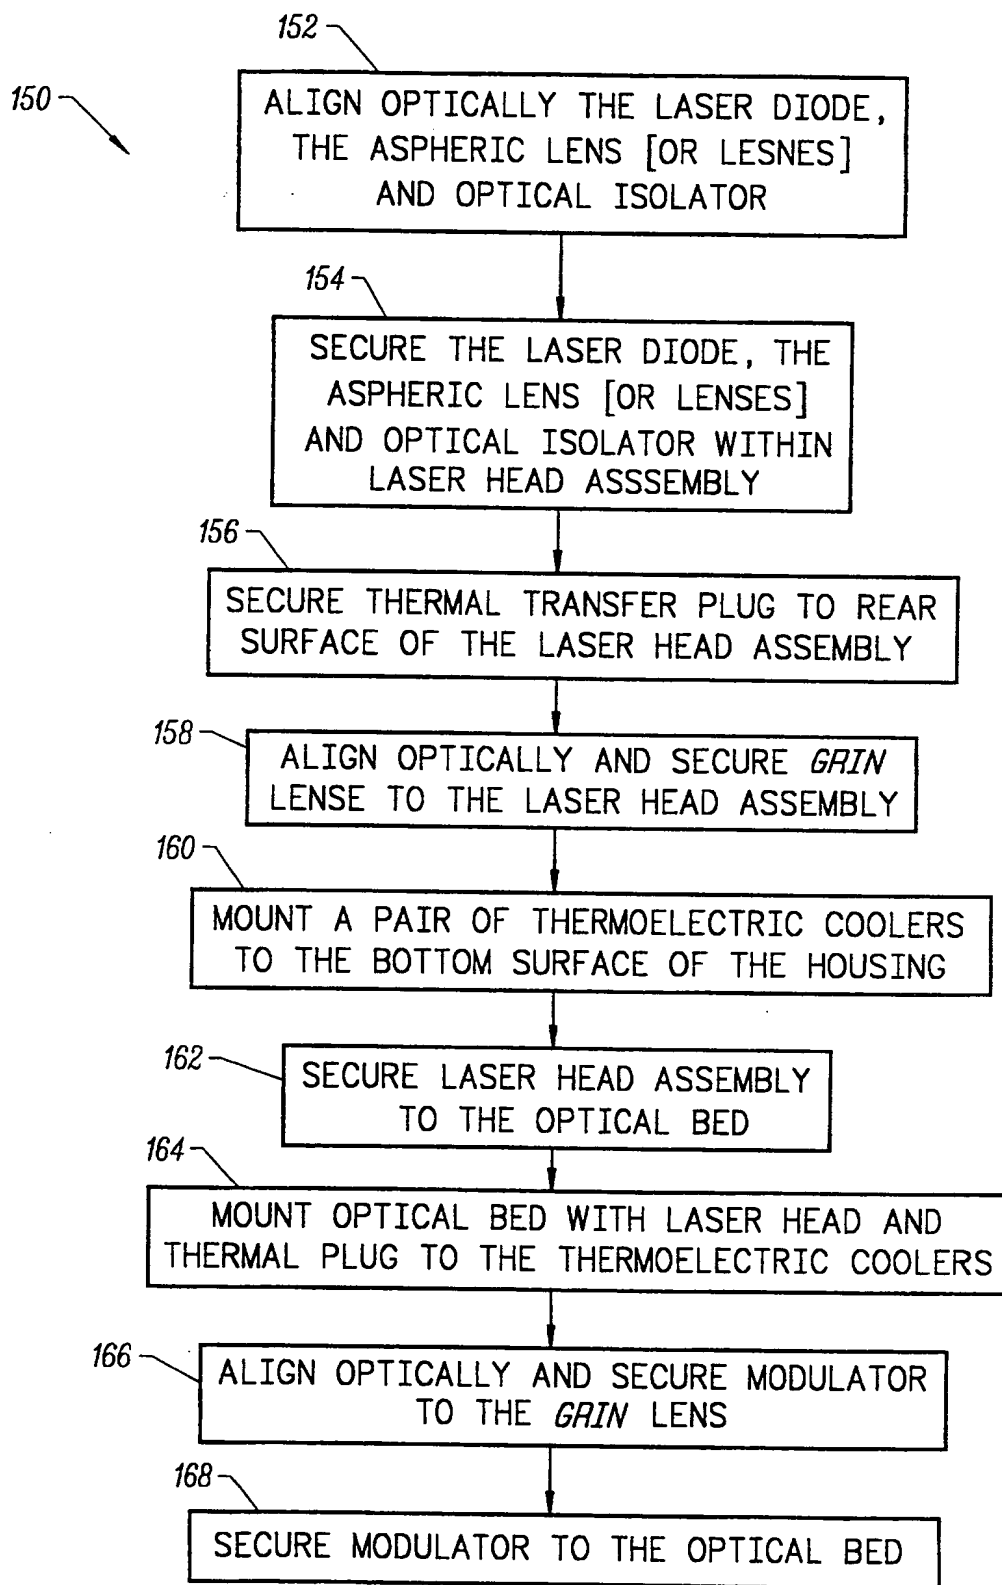 152
150
ALIGN OPTICALLY THE LASER DIODE,
THE ASPHERIC LENS [OR LESNES]
AND OPTICAL ISOLATOR
154
SECURE THE LASER DIODE, THE
ASPHERIC LENS [OR LENSES]
AND OPTICAL ISOLATOR WITHIN
LASER HEAD ASSSEMBLY
156
SECURE THERMAL TRANSFER PLUG TO REAR
SURFACE OF THE LASER HEAD ASSEMBLY
158
ALIGN OPTICALLY AND SECURE GRIN
LENSE TO THE LASER HEAD ASSEMBLY
160
MOUNT A PAIR OF THERMOELECTRIC COOLERS
TO THE BOTTOM SURFACE OF THE HOUSING
162
SECURE LASER HEAD ASSEMBLY
TO THE OPTICAL BED
164
MOUNT OPTICAL BED WITH LASER HEAD AND
THERMAL PLUG TO THE THERMOELECTRIC COOLERS
166
ALIGN OPTICALLY AND SECURE MODULATOR
TO THE GRIN LENS
168
SECURE MODULATOR TO THE OPTICAL BED